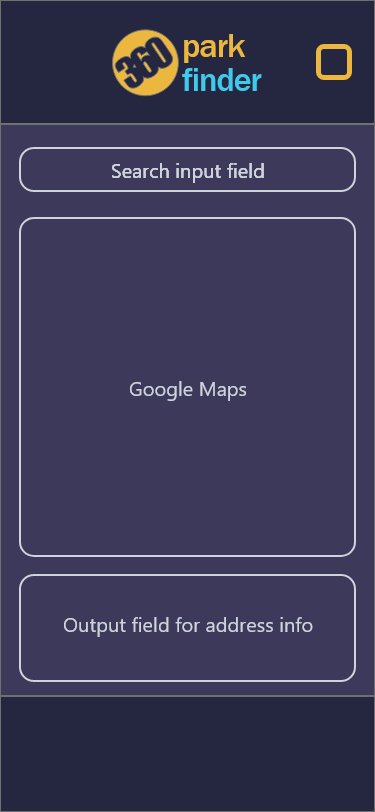 360 park
finder
Search input field
Google Maps
Output field for address info